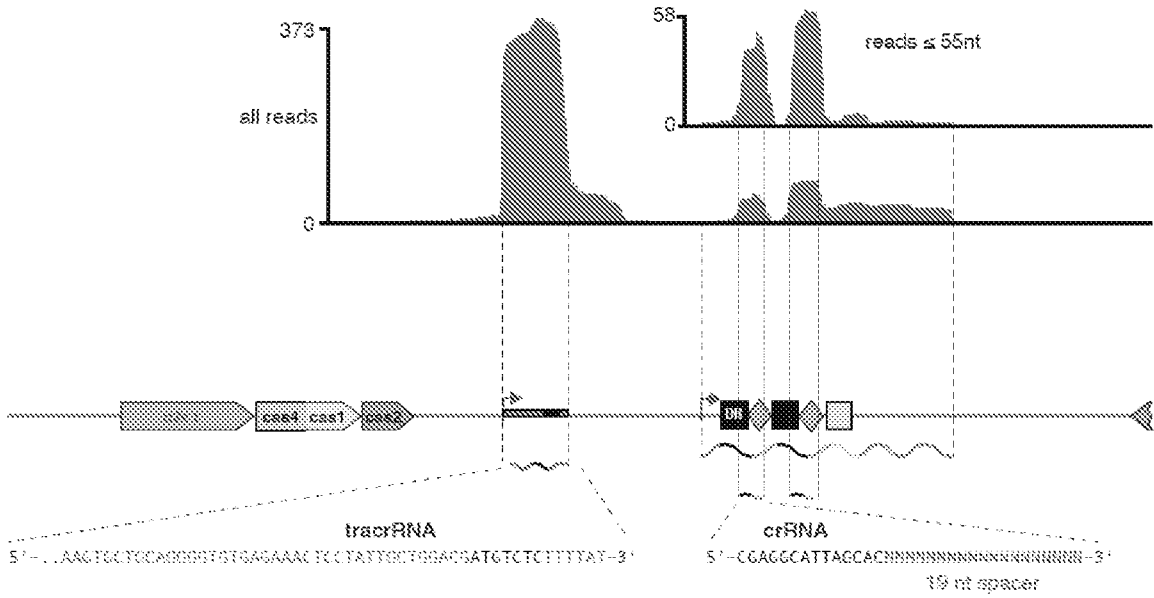 373
58
reads ≤ 55nt
all reads
0
0
cas4 cas1 cas2
DR
tracrRNA
crRNA
5'-..AAGTGCTGCAGGGGTGTGAGAAACTCCTATTGCTGGACGATGTCTCTTTTAT-3'
5'-CGAGGCATTAGCACNNNNNNNNNNNNNNNNNNN-3'
19 nt spacer